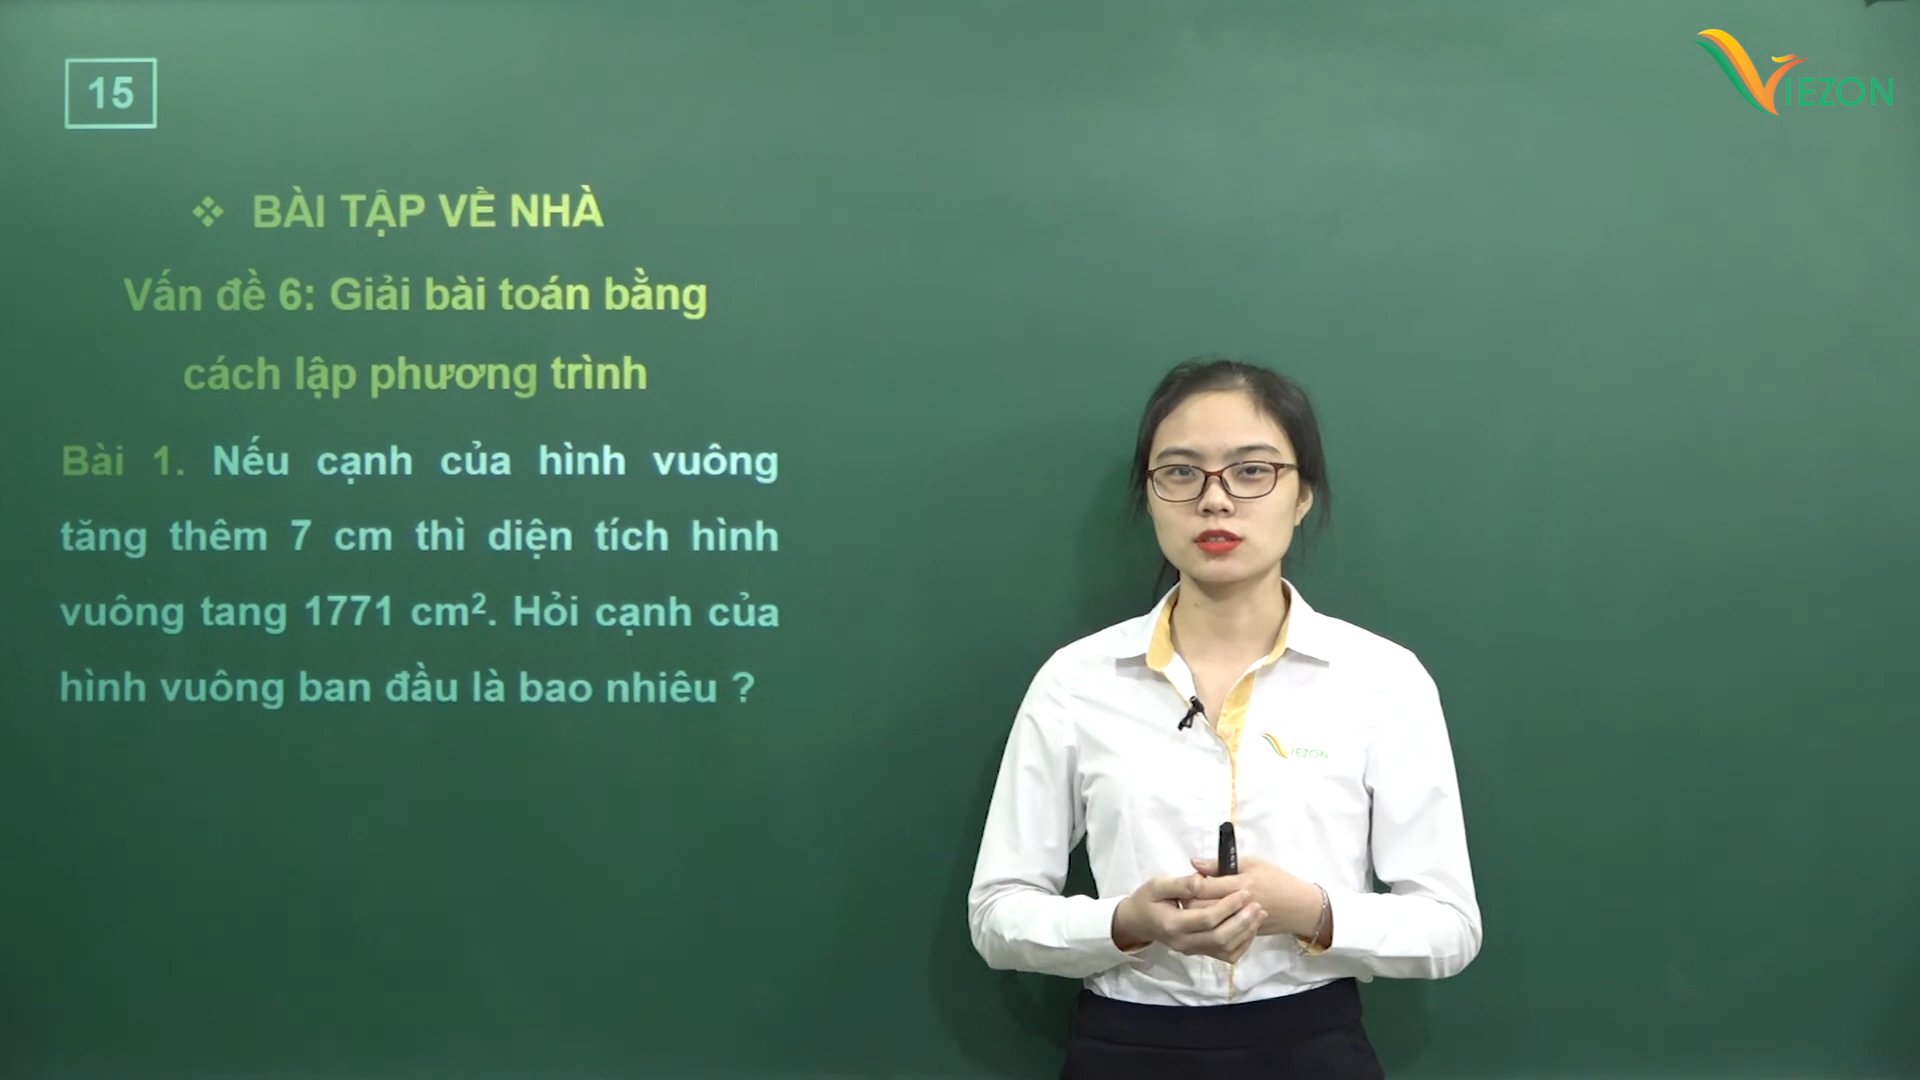 VIEZON
15
❖ BÀI TẬP VỀ NHÀ
Vấn đề 6: Giải bài toán bằng
cách lập phương trình
Bài 1. Nếu cạnh của hình vuông
tăng thêm 7 cm thì diện tích hình
vuông tang 1771 cm². Hỏi cạnh của
hình vuông ban đầu là bao nhiêu ?
VIEZON